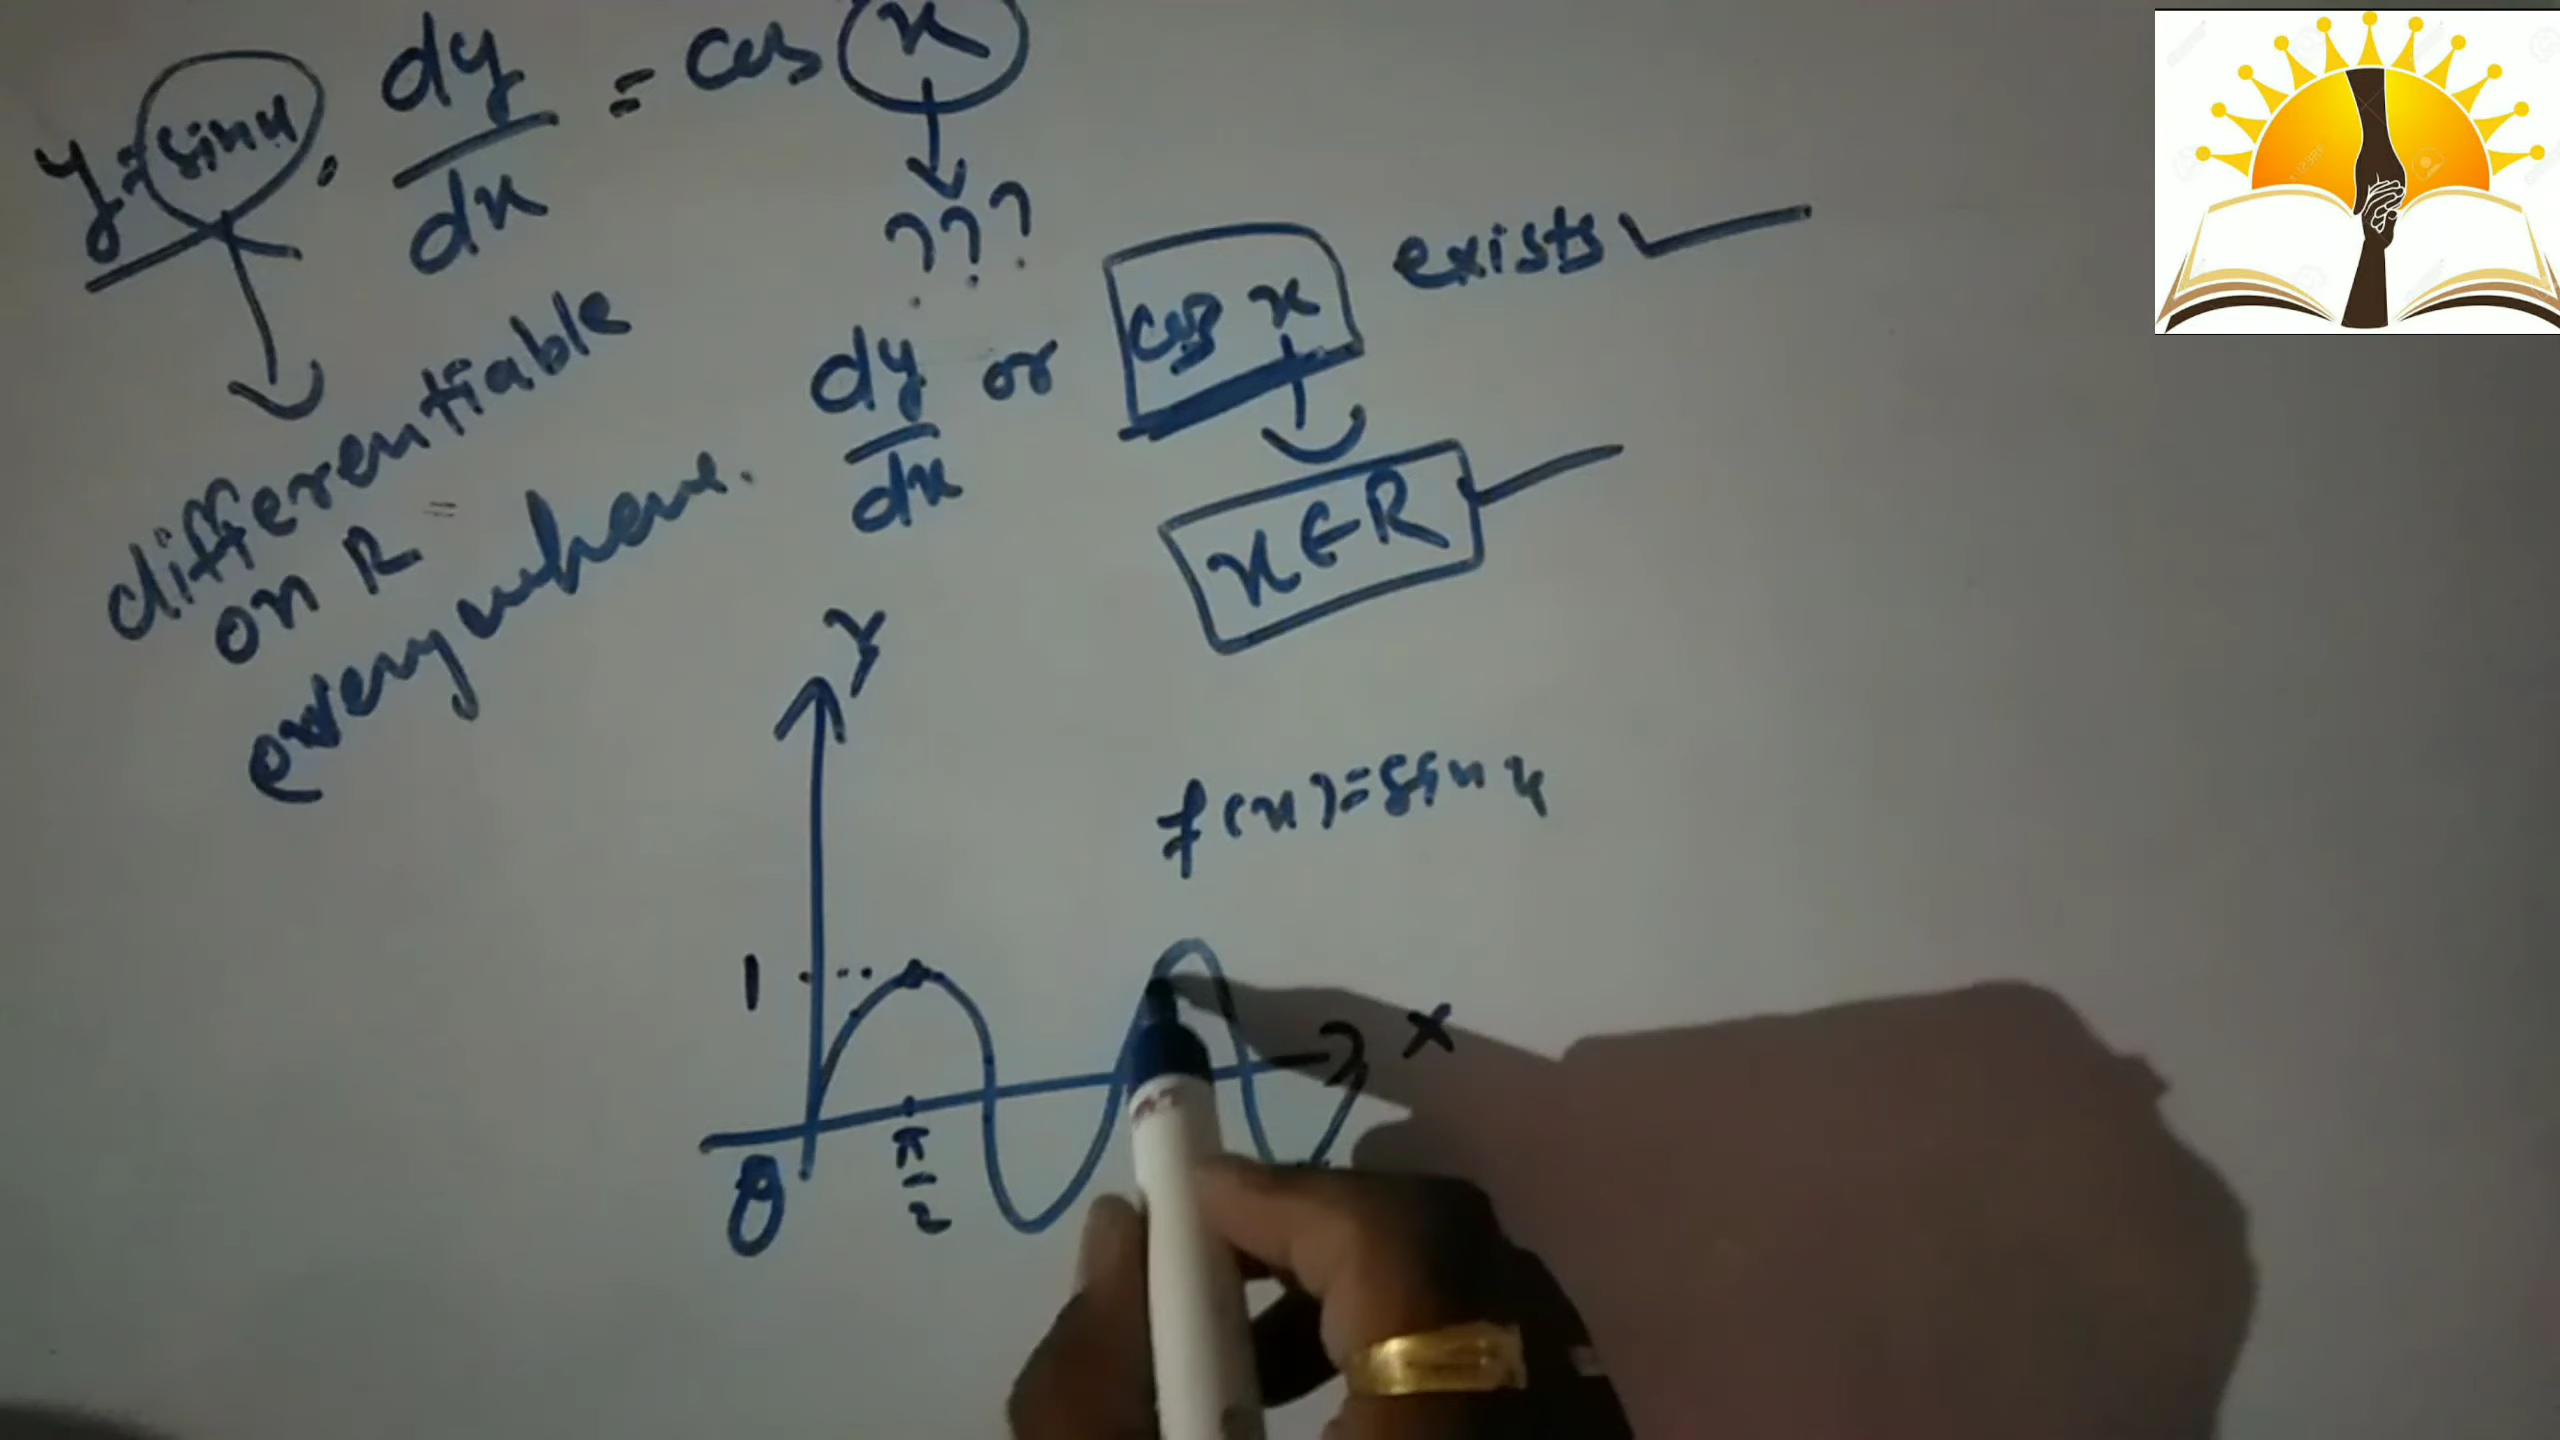 y = sin x . dy/dx = cos x
???
differentiable
on R
everywhere.
dy/dx or cos x exists
x ∈ R
Y
f(x) = sin x
1
X
0
π/2